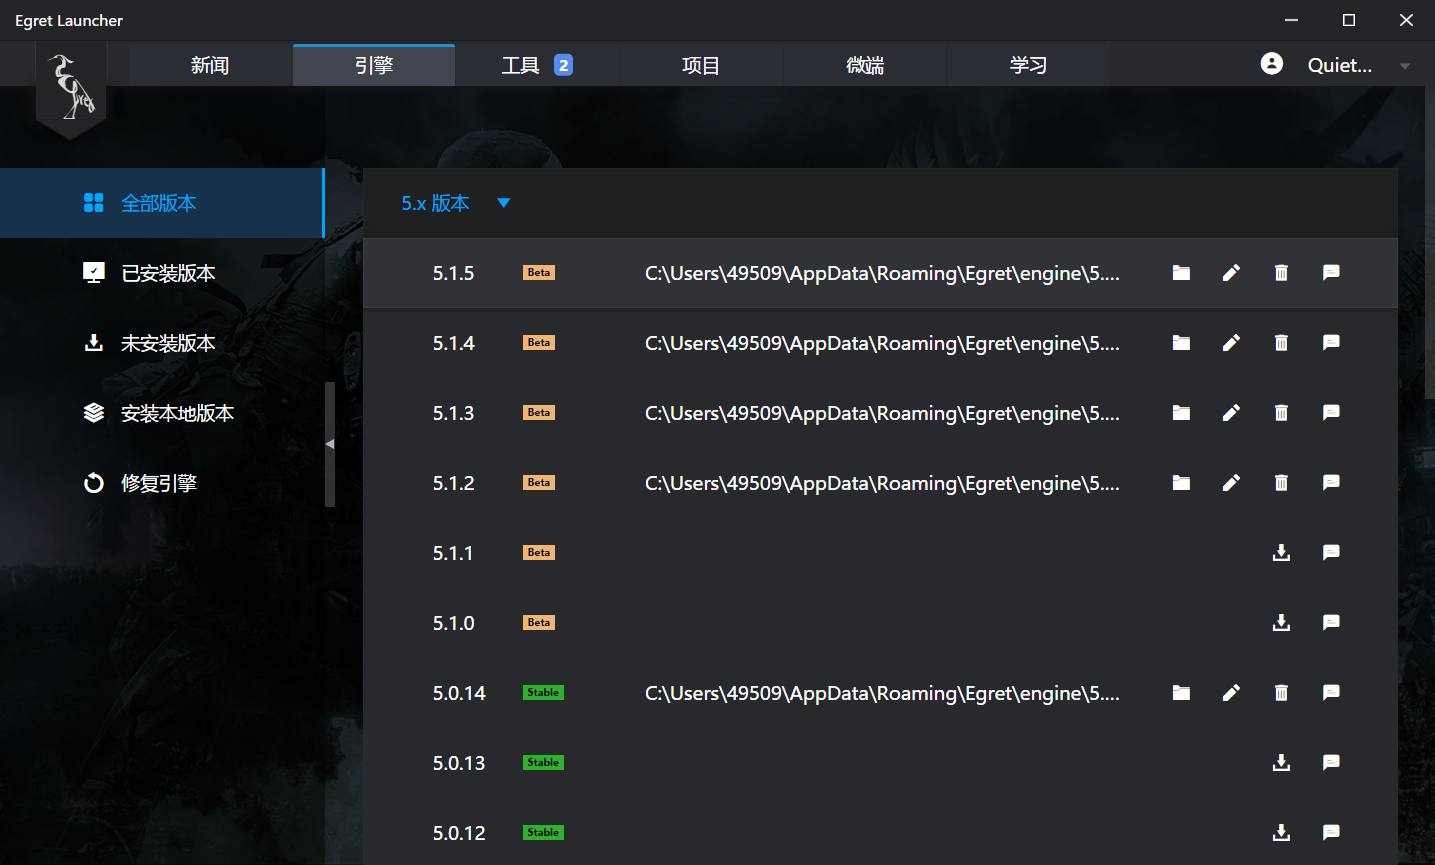 Egret Launcher
新闻
引擎
工具 2
项目
微端
学习
Quiet...
Egret
全部版本
已安装版本
未安装版本
安装本地版本
修复引擎
5.x 版本
5.1.5 Beta C:\Users\49509\AppData\Roaming\Egret\engine\5....
5.1.4 Beta C:\Users\49509\AppData\Roaming\Egret\engine\5....
5.1.3 Beta C:\Users\49509\AppData\Roaming\Egret\engine\5....
5.1.2 Beta C:\Users\49509\AppData\Roaming\Egret\engine\5....
5.1.1 Beta
5.1.0 Beta
5.0.14 Stable C:\Users\49509\AppData\Roaming\Egret\engine\5....
5.0.13 Stable
5.0.12 Stable